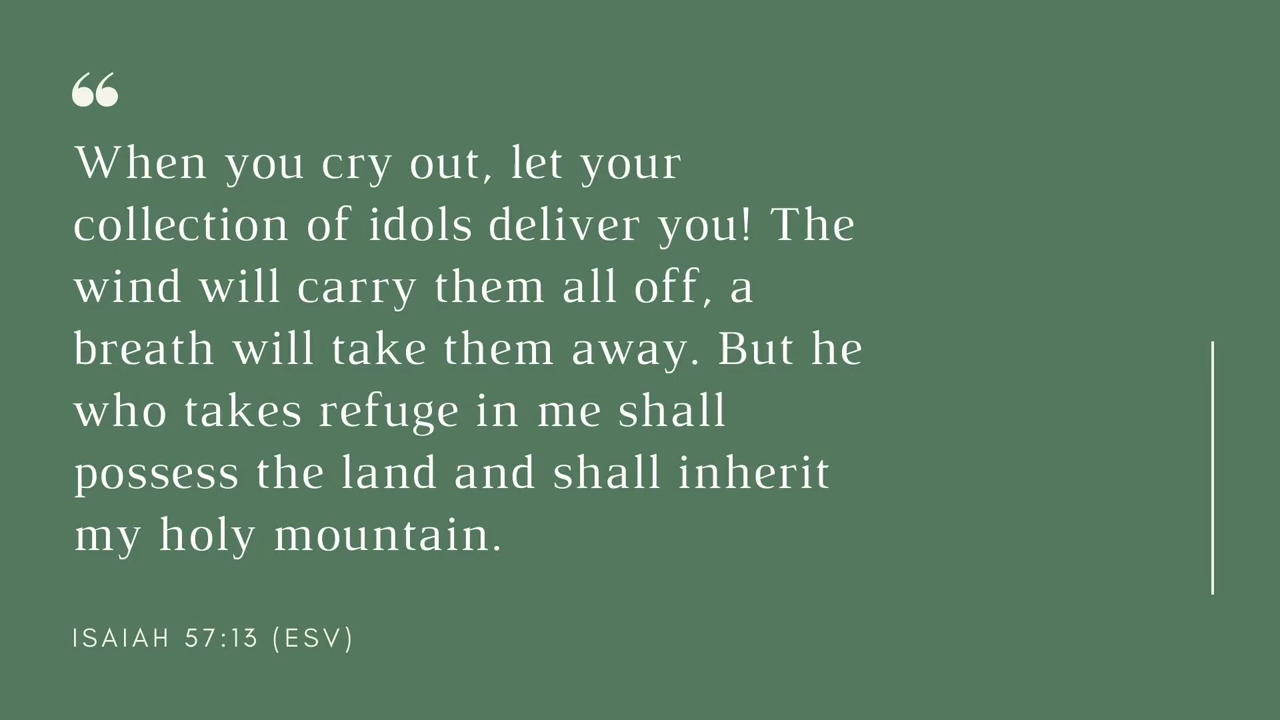 “
When you cry out, let your
collection of idols deliver you! The
wind will carry them all off, a
breath will take them away. But he
who takes refuge in me shall
possess the land and shall inherit
my holy mountain.
ISAIAH 57:13 (ESV)